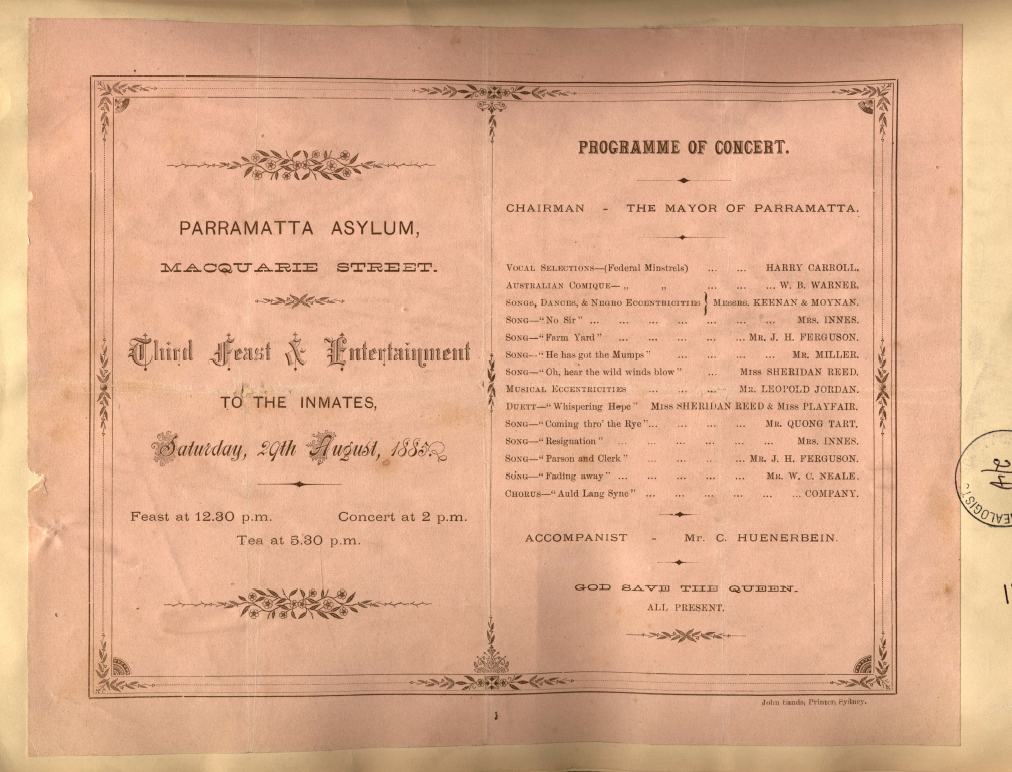 PARRAMATTA ASYLUM,
MACQUARIE STREET.
Third Feast & Entertainment
TO THE INMATES,
Saturday, 29th August, 1885.
Feast at 12.30 p.m. Concert at 2 p.m.
Tea at 5.30 p.m.
PROGRAMME OF CONCERT.
CHAIRMAN - THE MAYOR OF PARRAMATTA.
VOCAL SELECTIONS—(Federal Minstrels) ... ... HARRY CARROLL.
AUSTRALIAN COMIQUE— „ „ ... ... W. B. WARNER.
SONGS, DANCES, & NEGRO ECCENTRICITIES } MESSRS. KEENAN & MOYNAN.
SONG—"No Sir" ... ... ... ... ... ... ... MRS. INNES.
SONG—"Farm Yard" ... ... ... ... ... MR. J. H. FERGUSON.
SONG—"He has got the Mumps" ... ... ... ... MR. MILLER.
SONG—"Oh, hear the wild winds blow" ... MISS SHERIDAN REED.
MUSICAL ECCENTRICITIES ... ... ... MR. LEOPOLD JORDAN.
DUETT—"Whispering Hope" MISS SHERIDAN REED & MISS PLAYFAIR.
SONG—"Coming thro' the Rye" ... ... ... ... MR. QUONG TART.
SONG—"Resignation" ... ... ... ... ... ... MRS. INNES.
SONG—"Parson and Clerk" ... ... ... ... MR. J. H. FERGUSON.
SONG—"Fading away" ... ... ... ... ... MR. W. C. NEALE.
CHORUS—"Auld Lang Syne" ... ... ... ... ... ... COMPANY.
ACCOMPANIST - MR. C. HUENERBEIN.
GOD SAVE THE QUEEN.
ALL PRESENT.
John Sands, Printer, Sydney.